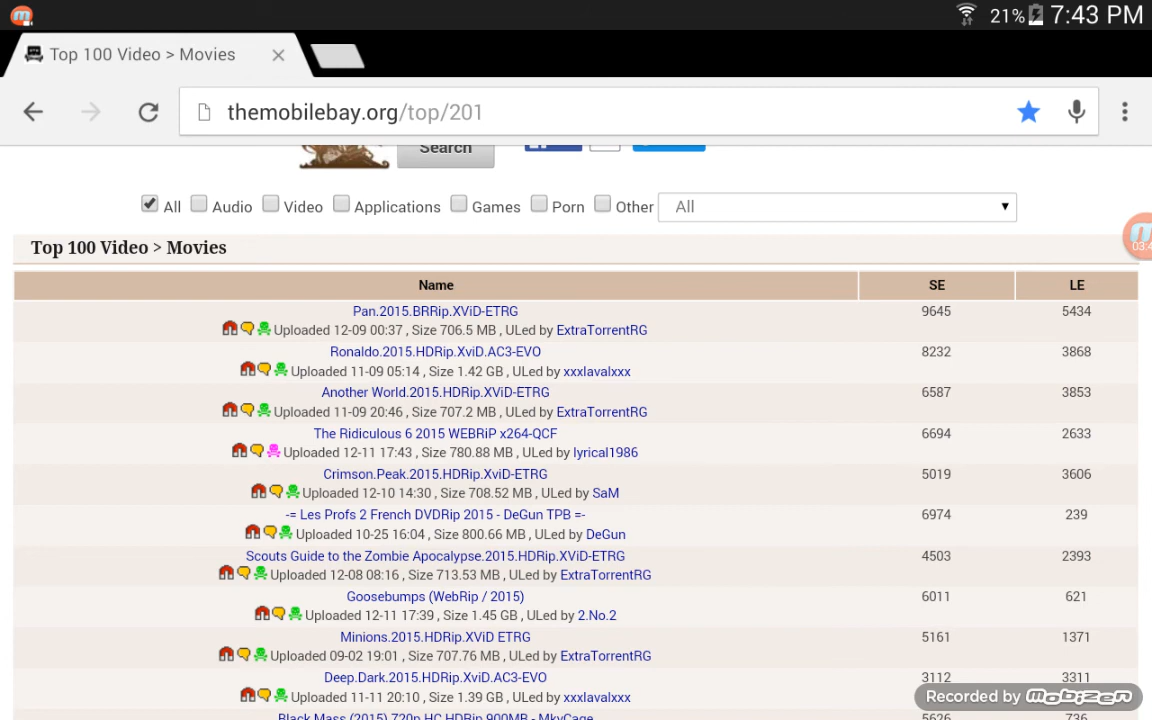 21% 7:43 PM
Top 100 Video > Movies
themobilebay.org/top/201
Search
All Audio Video Applications Games Porn Other All
Top 100 Video > Movies
Name SE LE
Pan.2015.BRRip.XViD-ETRG 9645 5434
Uploaded 12-09 00:37 , Size 706.5 MB , ULed by ExtraTorrentRG
Ronaldo.2015.HDRip.XviD.AC3-EVO 8232 3868
Uploaded 11-09 05:14 , Size 1.42 GB , ULed by xxxlavalxxx
Another World.2015.HDRip.XViD-ETRG 6587 3853
Uploaded 11-09 20:46 , Size 707.2 MB , ULed by ExtraTorrentRG
The Ridiculous 6 2015 WEBRiP x264-QCF 6694 2633
Uploaded 12-11 17:43 , Size 780.88 MB , ULed by lyrical1986
Crimson.Peak.2015.HDRip.XViD-ETRG 5019 3606
Uploaded 12-10 14:30 , Size 708.52 MB , ULed by SaM
-= Les Profs 2 French DVDRip 2015 - DeGun TPB =- 6974 239
Uploaded 10-25 16:04 , Size 800.66 MB , ULed by DeGun
Scouts Guide to the Zombie Apocalypse.2015.HDRip.XViD-ETRG 4503 2393
Uploaded 12-08 08:16 , Size 713.53 MB , ULed by ExtraTorrentRG
Goosebumps (WebRip / 2015) 6011 621
Uploaded 12-11 17:39 , Size 1.45 GB , ULed by 2.No.2
Minions.2015.HDRip.XViD ETRG 5161 1371
Uploaded 09-02 19:01 , Size 707.76 MB , ULed by ExtraTorrentRG
Deep.Dark.2015.HDRip.XviD.AC3-EVO 3112 3311
Uploaded 11-11 20:10 , Size 1.39 GB , ULed by xxxlavalxxx
Recorded by mobizen
Black Mass (2015) 720p HC HDRip 900MB - MkvCage 5626 736